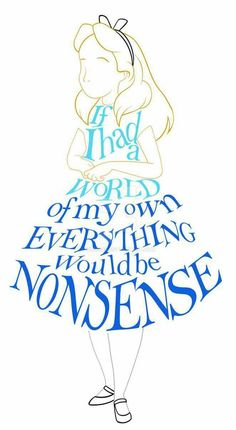 If
I had
a
WORLD
of my own
EVERYTHING
Would be
NONSENSE